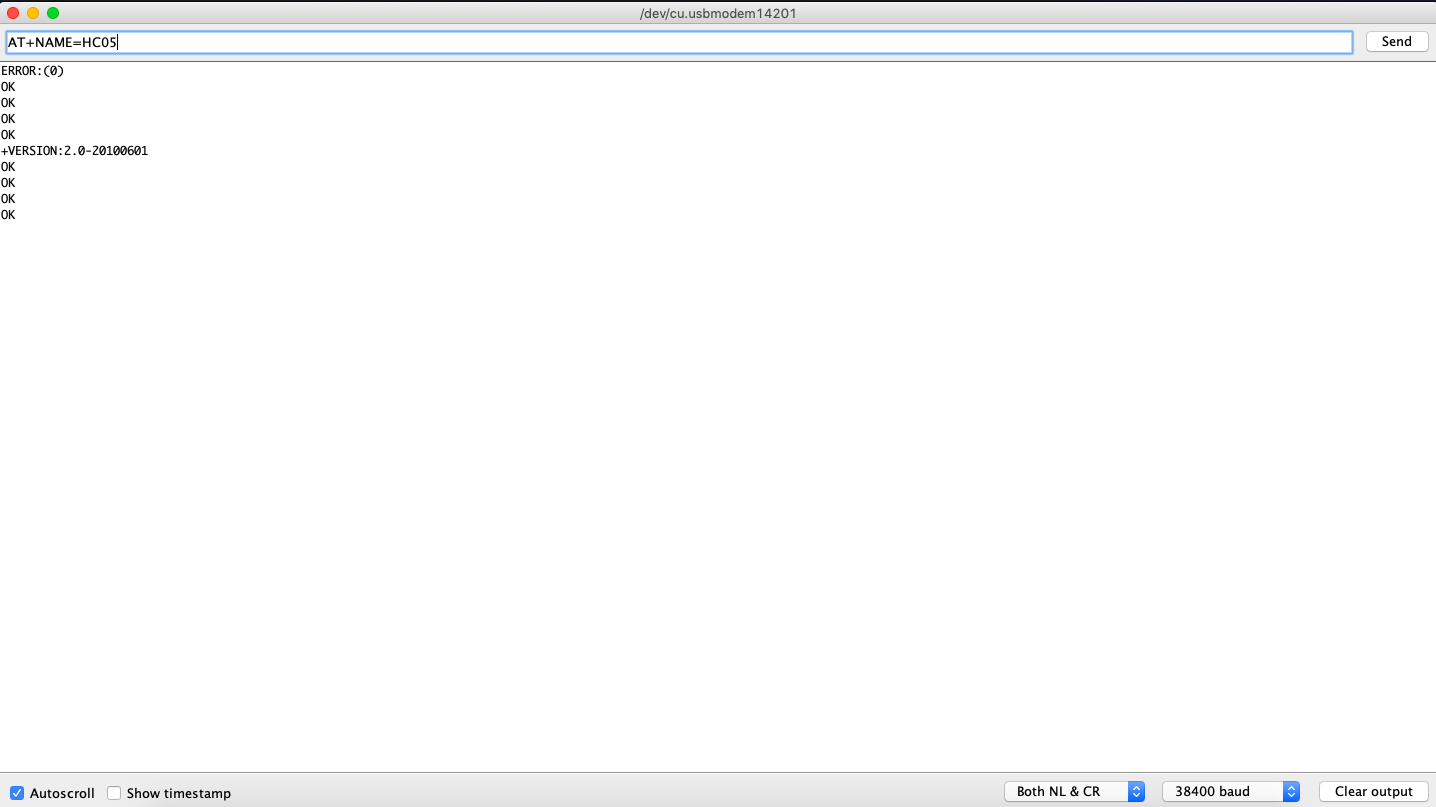 /dev/cu.usbmodem14201
AT+NAME=HC05
Send
ERROR:(0)
OK
OK
OK
OK
+VERSION:2.0-20100601
OK
OK
OK
OK
Autoscroll
Show timestamp
Both NL & CR
38400 baud
Clear output